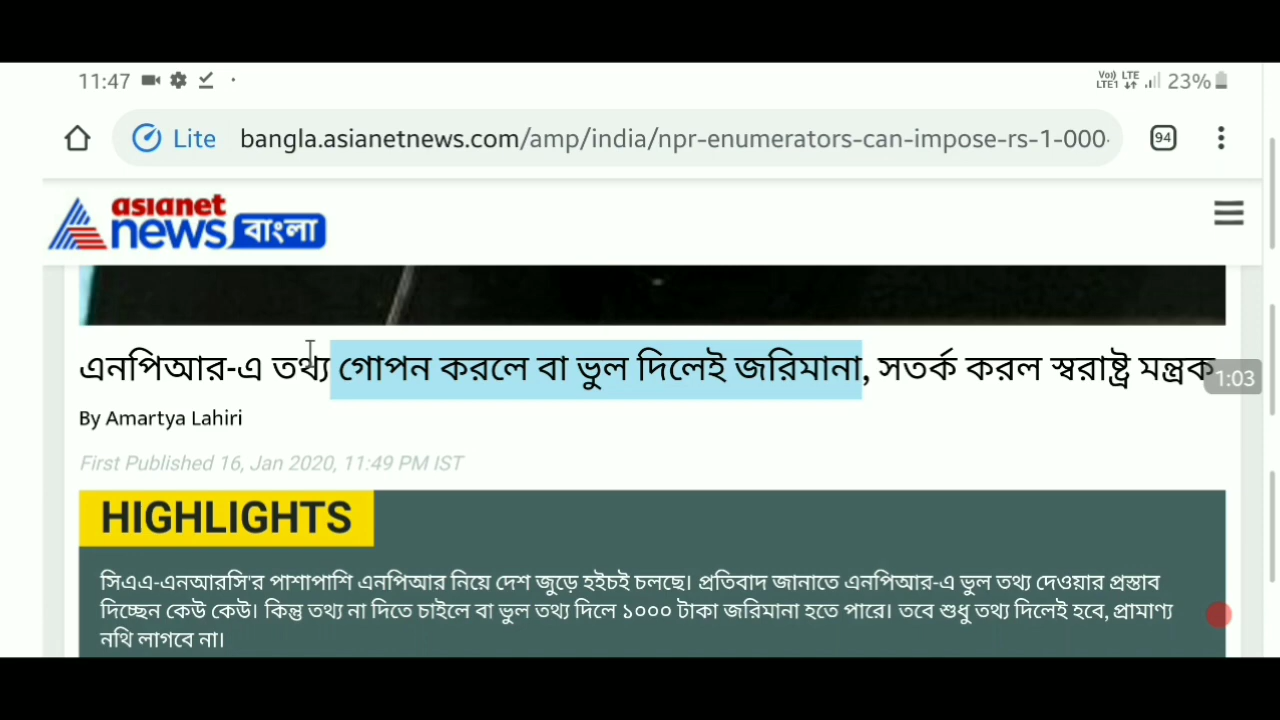 11:47
Vo) LTE
LTE1
23%
Lite
bangla.asianetnews.com/amp/india/npr-enumerators-can-impose-rs-1-000-
94
asianet
news বাংলা
এনপিআর-এ তথ্য গোপন করলে বা ভুল দিলেই জরিমানা, সতর্ক করল স্বরাষ্ট্র মন্ত্রক
1:03
By Amartya Lahiri
First Published 16, Jan 2020, 11:49 PM IST
HIGHLIGHTS
সিএএ-এনআরসি'র পাশাপাশি এনপিআর নিয়ে দেশ জুড়ে হইচই চলছে। প্রতিবাদ জানাতে এনপিআর-এ ভুল তথ্য দেওয়ার প্রস্তাব
দিচ্ছেন কেউ কেউ। কিন্তু তথ্য না দিতে চাইলে বা ভুল তথ্য দিলে ১০০০ টাকা জরিমানা হতে পারে। তবে শুধু তথ্য দিলেই হবে, প্রামাণ্য
নথি লাগবে না।